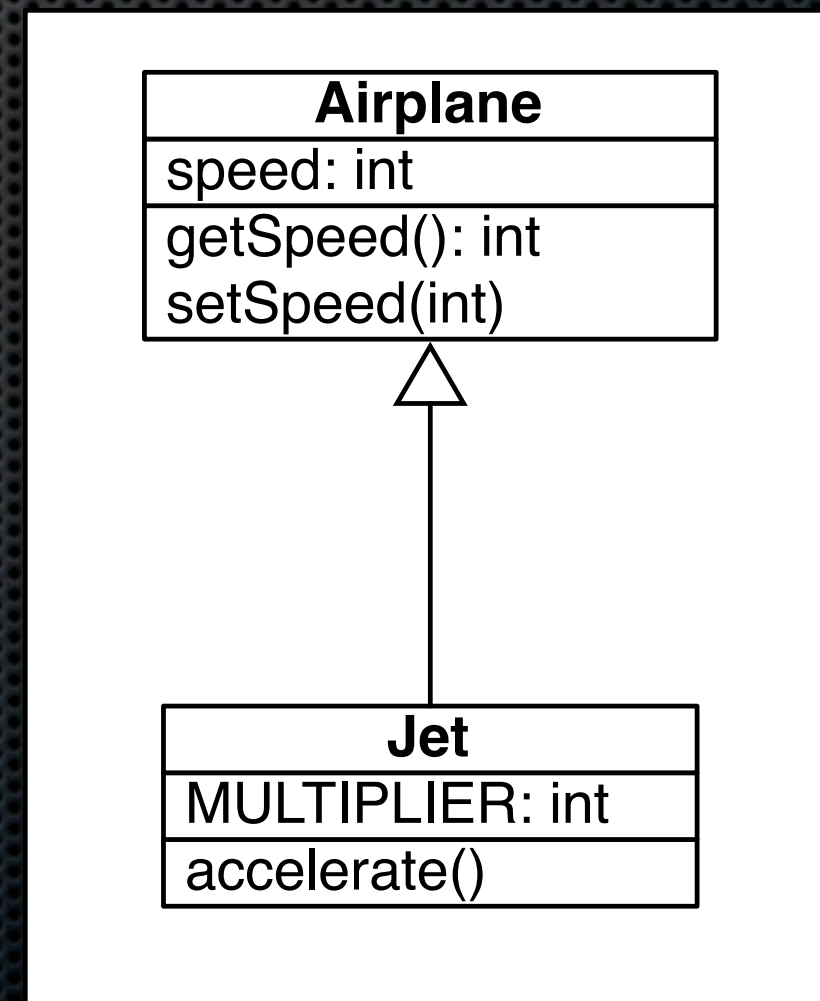 Airplane
speed: int
getSpeed(): int
setSpeed(int)
Jet
MULTIPLIER: int
accelerate()